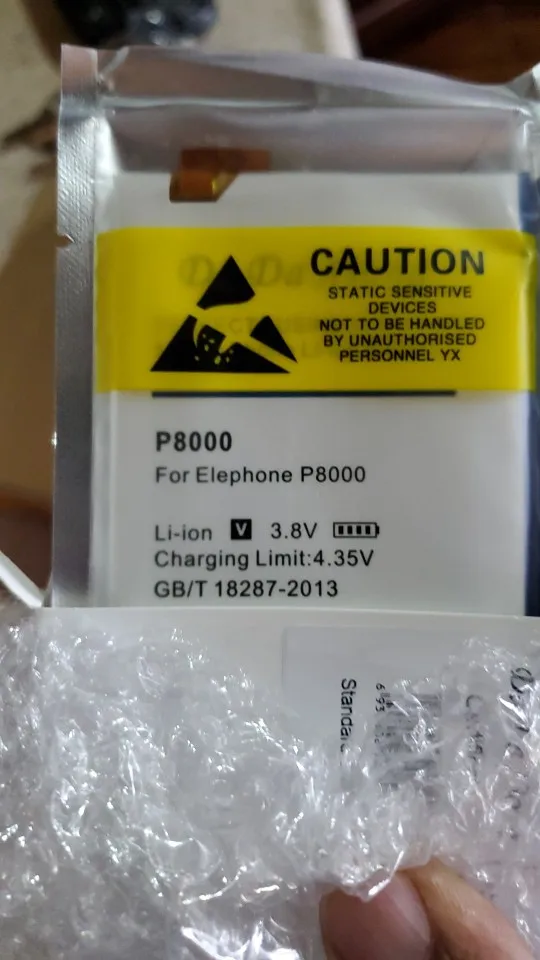 CAUTION
STATIC SENSITIVE
DEVICES
NOT TO BE HANDLED
BY UNAUTHORISED
PERSONNEL YX
P8000
For Elephone P8000
Li-ion V 3.8V
Charging Limit:4.35V
GB/T 18287-2013